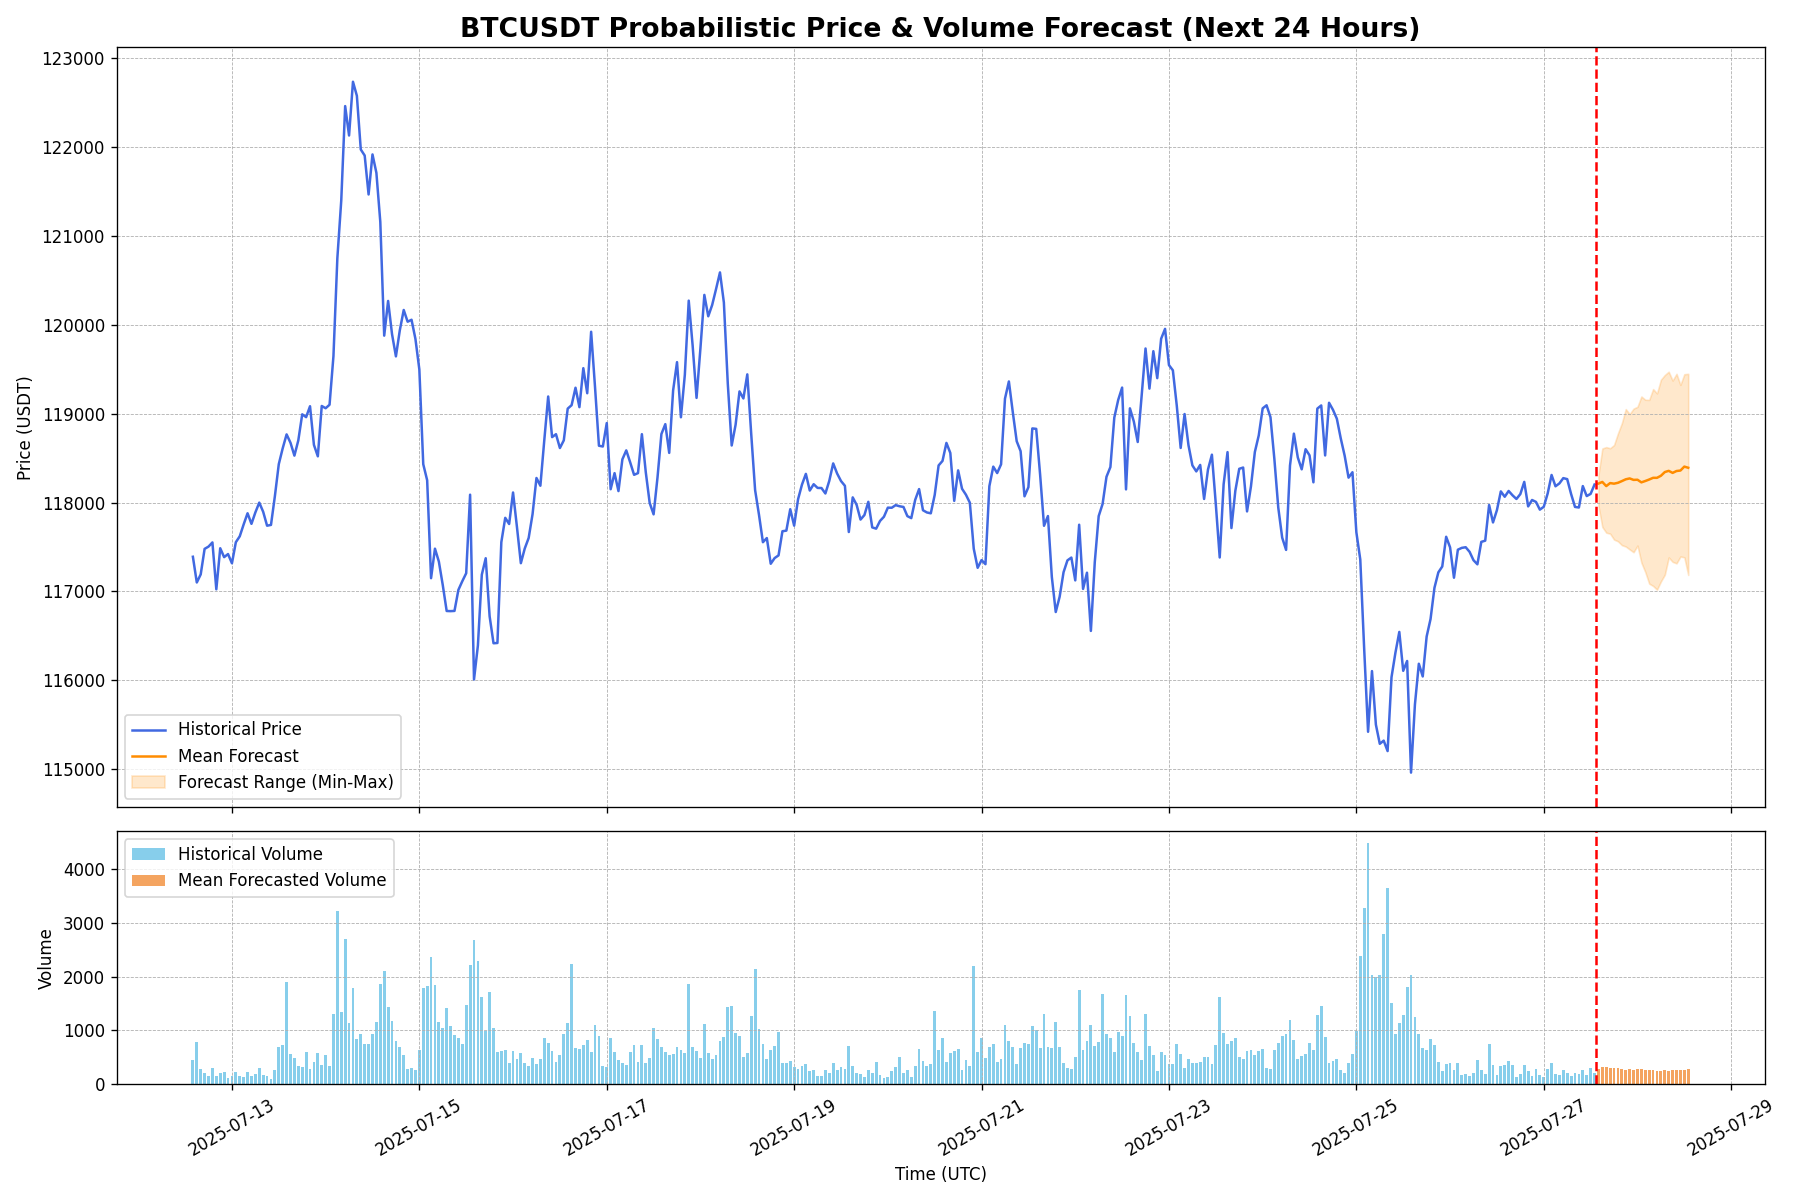 BTCUSDT Probabilistic Price & Volume Forecast (Next 24 Hours)
123000
122000
121000
120000
119000
118000
117000
116000
115000
Price (USDT)
Historical Price
Mean Forecast
Forecast Range (Min-Max)
Historical Volume
Mean Forecasted Volume
4000
3000
2000
1000
0
Volume
2025-07-13
2025-07-15
2025-07-17
2025-07-19
2025-07-21
2025-07-23
2025-07-25
2025-07-27
2025-07-29
Time (UTC)